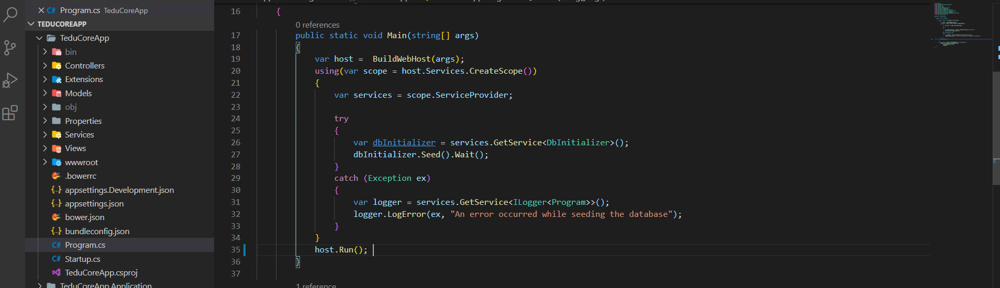 Program.cs TeduCoreApp
TEDUCOREAPP
TeduCoreApp
bin
Controllers
Extensions
Models
obj
Properties
Services
Views
wwwroot
.bowerrc
appsettings.Development.json
appsettings.json
bower.json
bundleconfig.json
C# Program.cs
C# Startup.cs
TeduCoreApp.csproj
TeduCoreApp.Application
16 {
0 references
17 public static void Main(string[] args)
18 {
19 var host =  BuildWebHost(args);
20 using(var scope = host.Services.CreateScope())
21 {
22 var services = scope.ServiceProvider;
23
24 try
25 {
26 var dbInitializer = services.GetService<DbInitializer>();
27 dbInitializer.Seed().Wait();
28 }
29 catch (Exception ex)
30 {
31 var logger = services.GetService<ILogger<Program>>();
32 logger.LogError(ex, "An error occurred while seeding the database");
33 }
34 }
35 host.Run();
36 }
37
1 reference